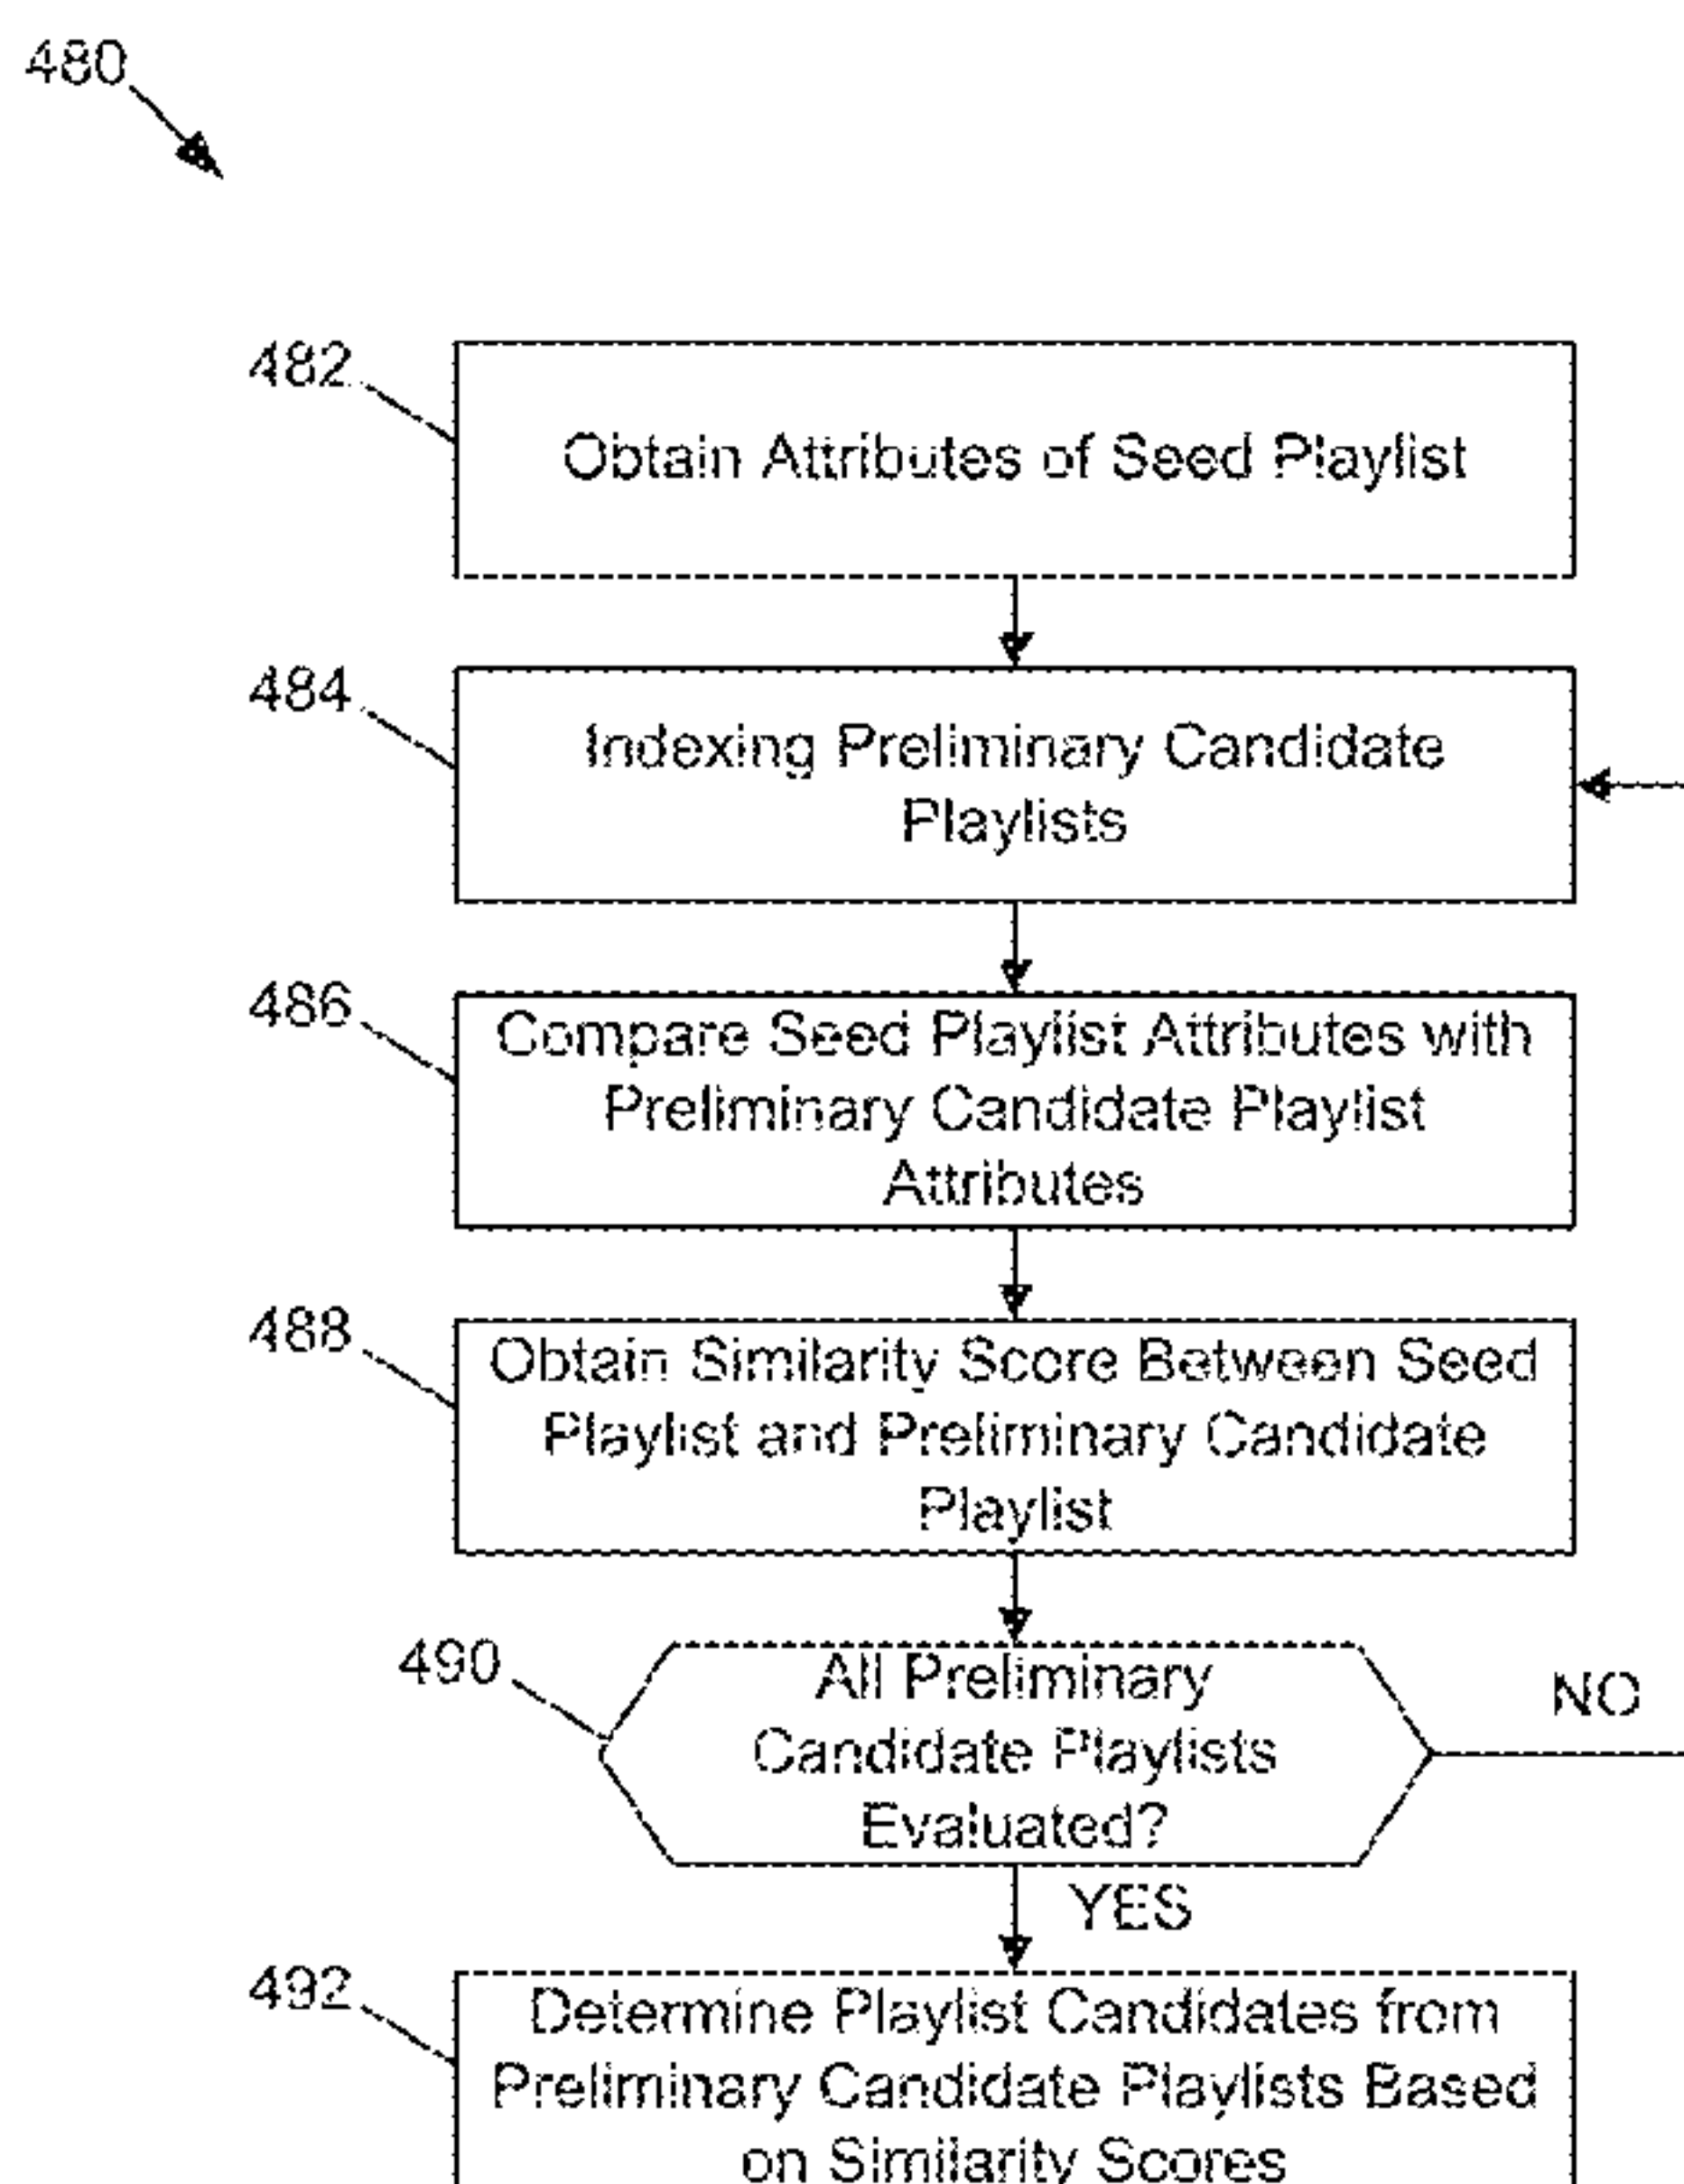 480
482
Obtain Attributes of Seed Playlist
484
Indexing Preliminary Candidate
Playlists
486
Compare Seed Playlist Attributes with
Preliminary Candidate Playlist
Attributes
488
Obtain Similarity Score Between Seed
Playlist and Preliminary Candidate
Playlist
490
All Preliminary
Candidate Playlists
Evaluated?
NO
YES
492
Determine Playlist Candidates from
Preliminary Candidate Playlists Based
on Similarity Scores